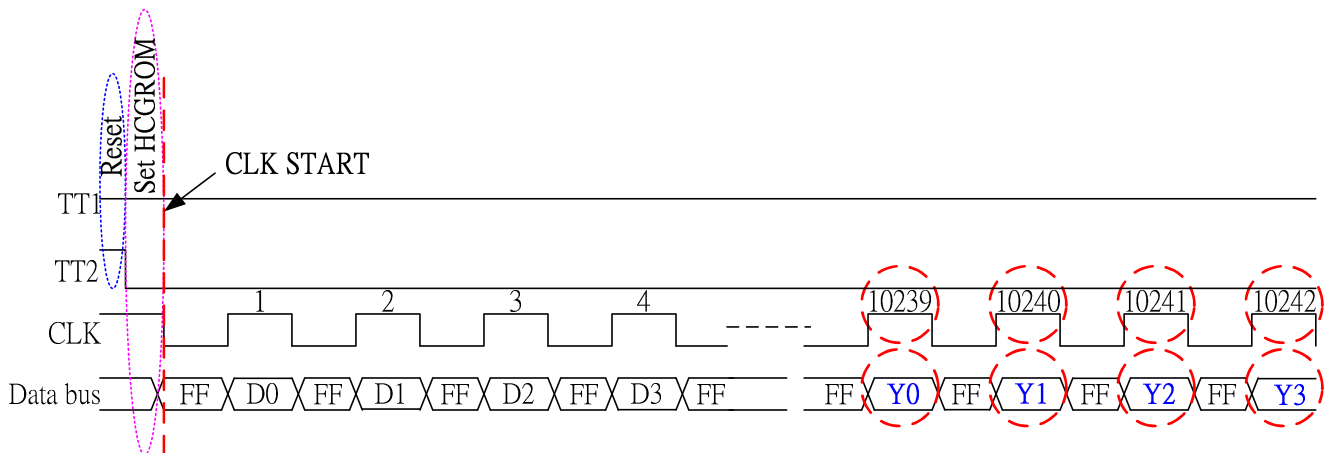 Reset
Set HCGROM
CLK START
TT1
TT2
1 2 3 4 10239 10240 10241 10242
CLK
Data bus FF D0 FF D1 FF D2 FF D3 FF FF Y0 FF Y1 FF Y2 FF Y3